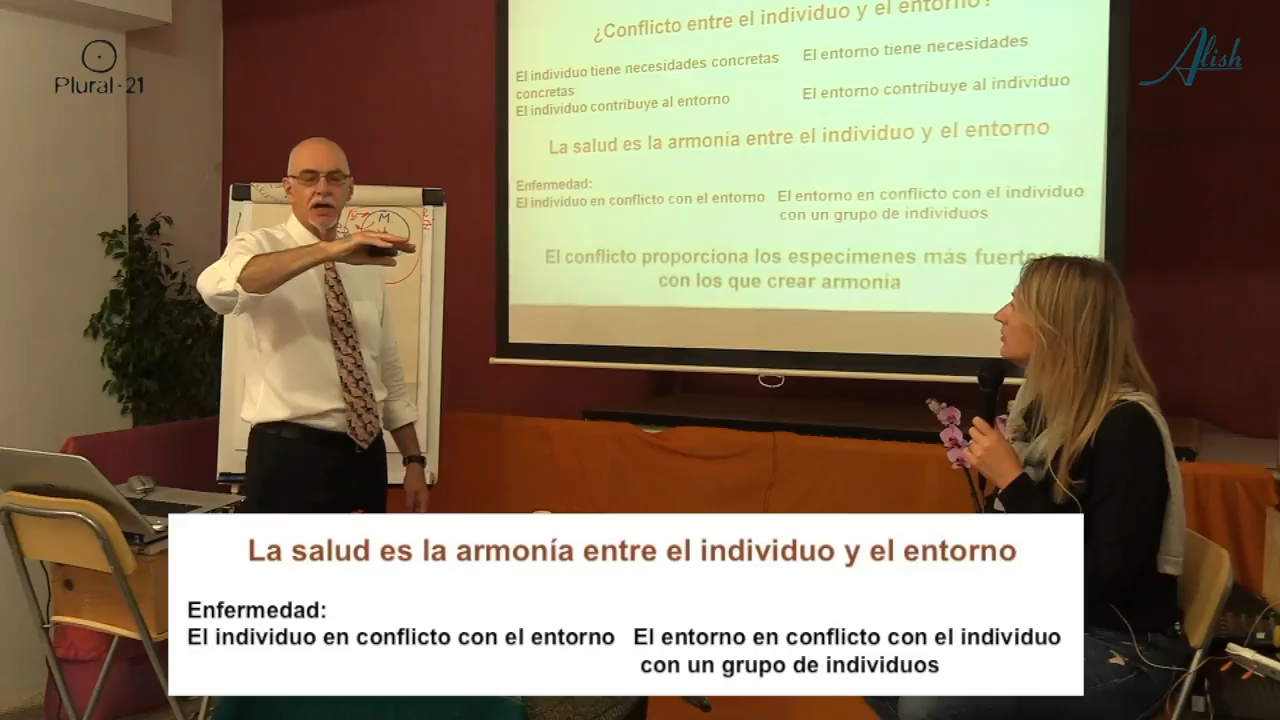 Plural-21
Alish
¿Conflicto entre el individuo y el entorno?
El individuo tiene necesidades concretas
concretas
El individuo contribuye al entorno
El entorno tiene necesidades
El entorno contribuye al individuo
La salud es la armonía entre el individuo y el entorno
Enfermedad:
El individuo en conflicto con el entorno
El entorno en conflicto con el individuo
con un grupo de individuos
El conflicto proporciona los especímenes más
con los que crear armonía
M
La salud es la armonía entre el individuo y el entorno
Enfermedad:
El individuo en conflicto con el entorno
El entorno en conflicto con el individuo
con un grupo de individuos